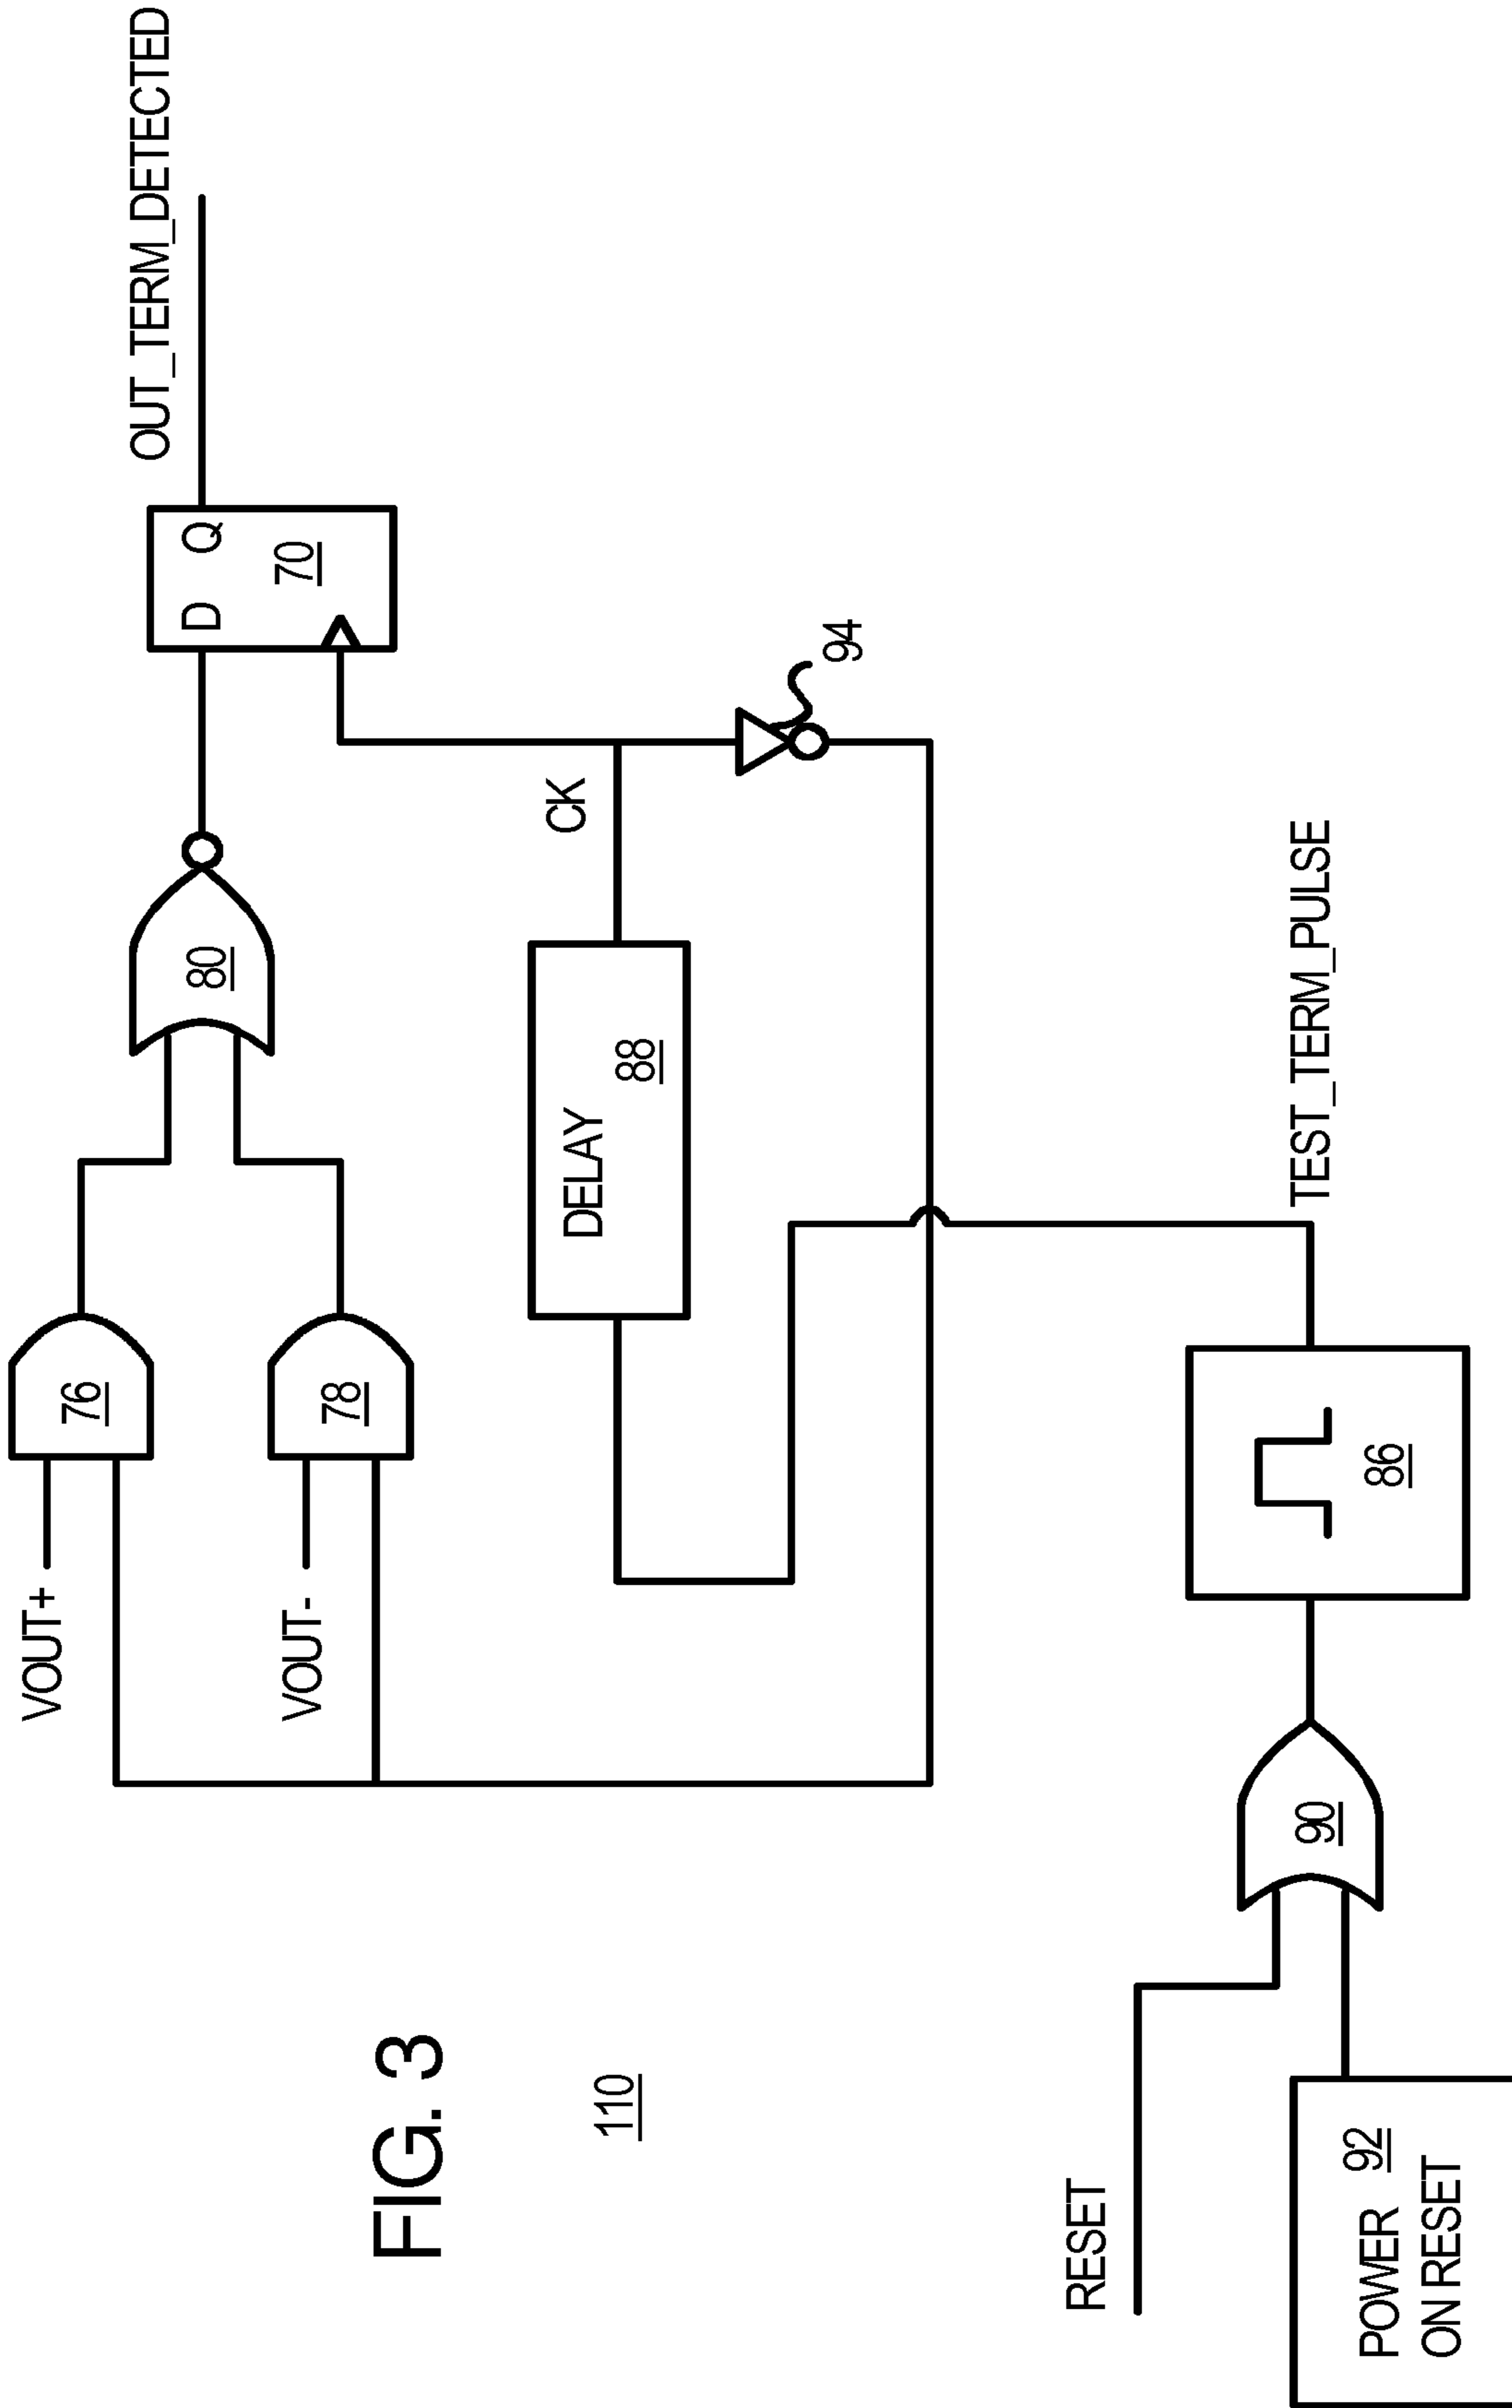 FIG. 3
110
VOUT+
76
VOUT-
78
80
D Q
70
OUT_TERM_DETECTED
DELAY
88
CK
94
RESET
POWER 92
ON RESET
90
86
TEST_TERM_PULSE